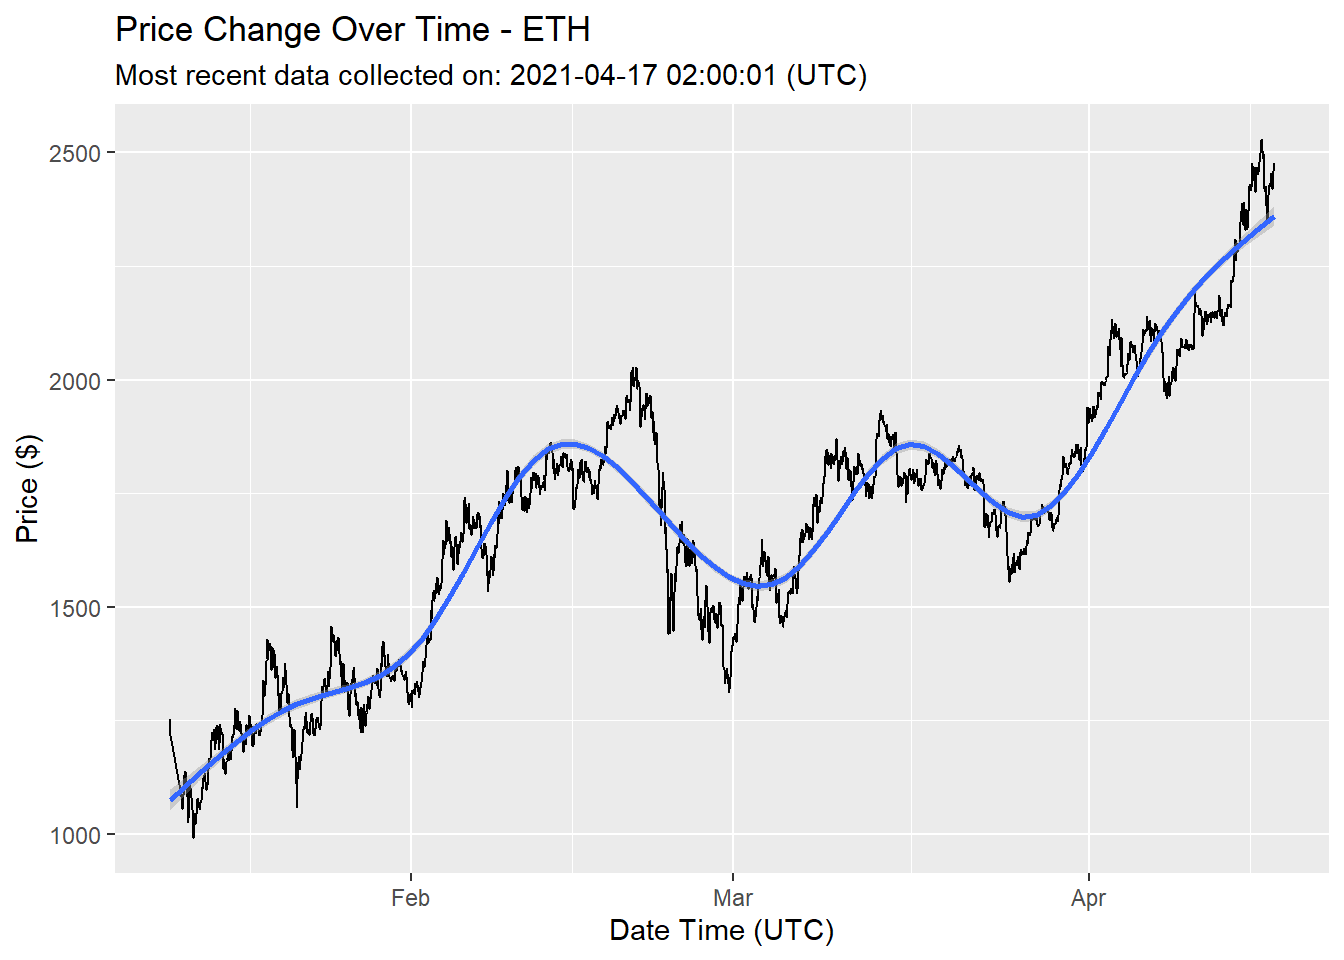 Price Change Over Time - ETH
Most recent data collected on: 2021-04-17 02:00:01 (UTC)
Price ($)
2500
2000
1500
1000
Feb Mar Apr
Date Time (UTC)